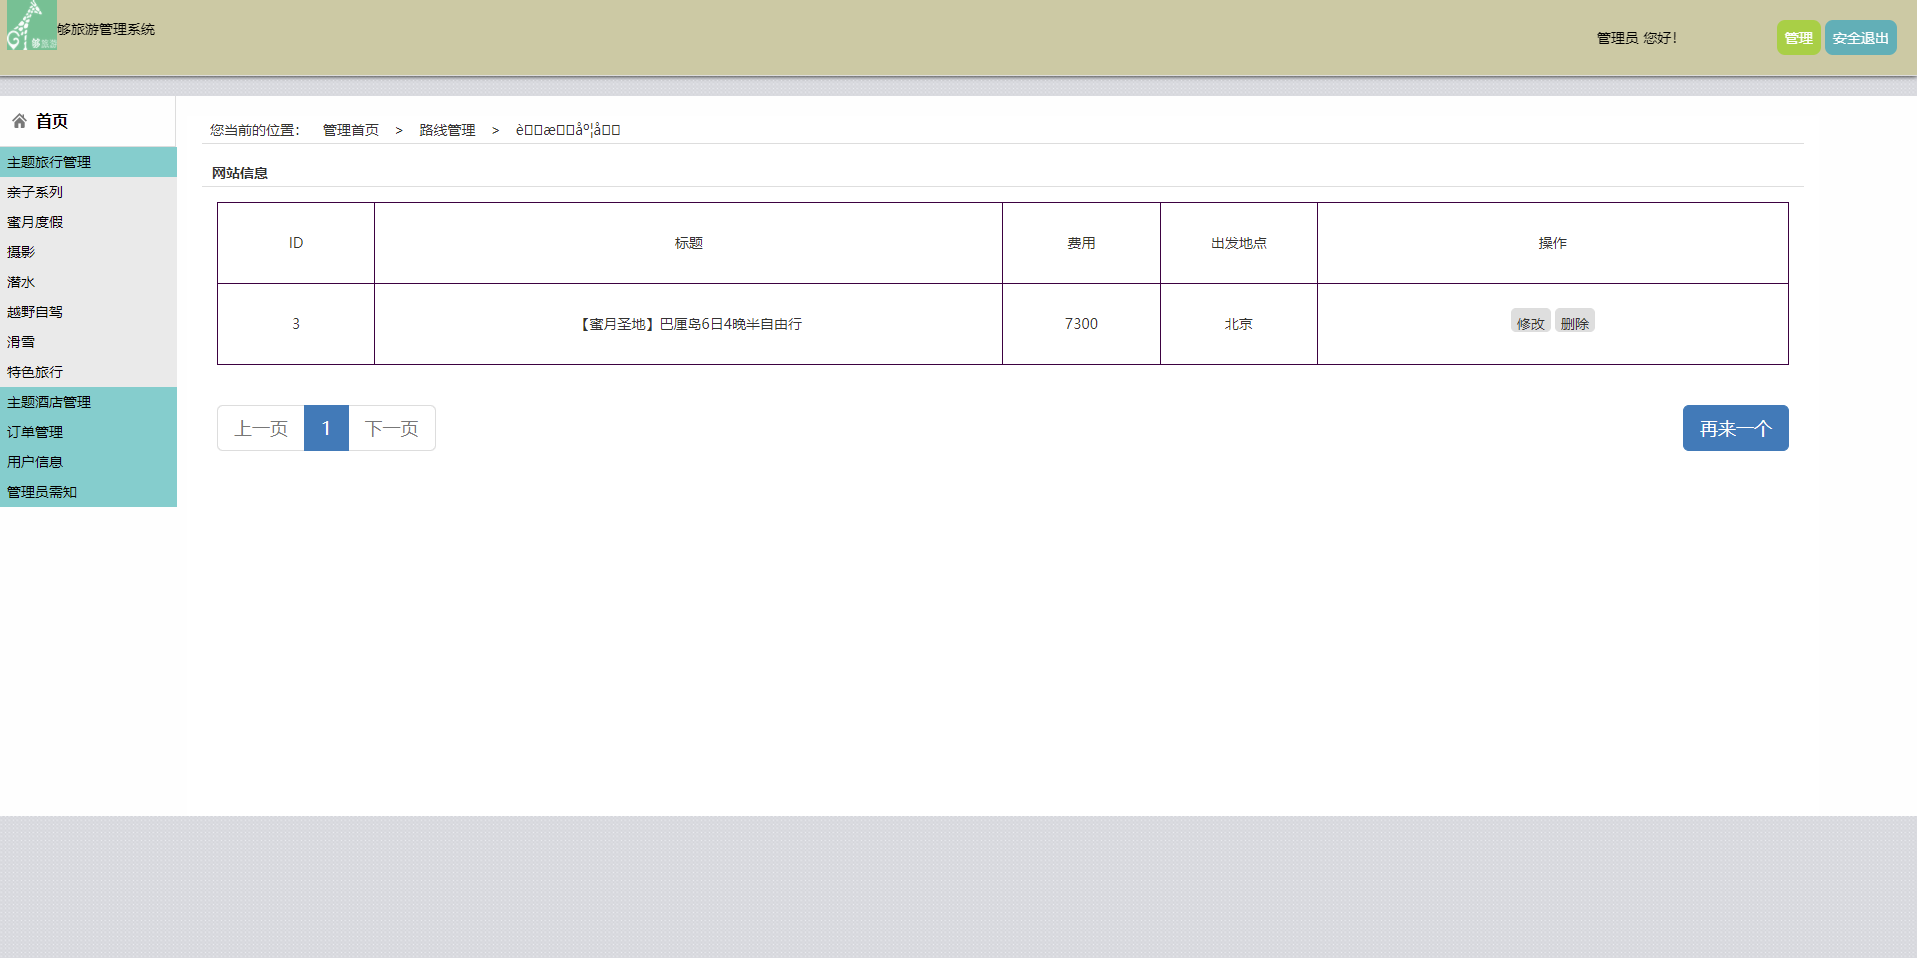 够旅游
够旅游管理系统
管理员 您好！
管理 安全退出
首页
主题旅行管理
亲子系列
蜜月度假
摄影
潜水
越野自驾
滑雪
特色旅行
主题酒店管理
订单管理
用户信息
管理员需知
您当前的位置： 管理首页 > 路线管理 >
网站信息
ID 标题 费用 出发地点 操作
3 【蜜月圣地】巴厘岛6日4晚半自由行 7300 北京 修改 删除
上一页 1 下一页
再来一个